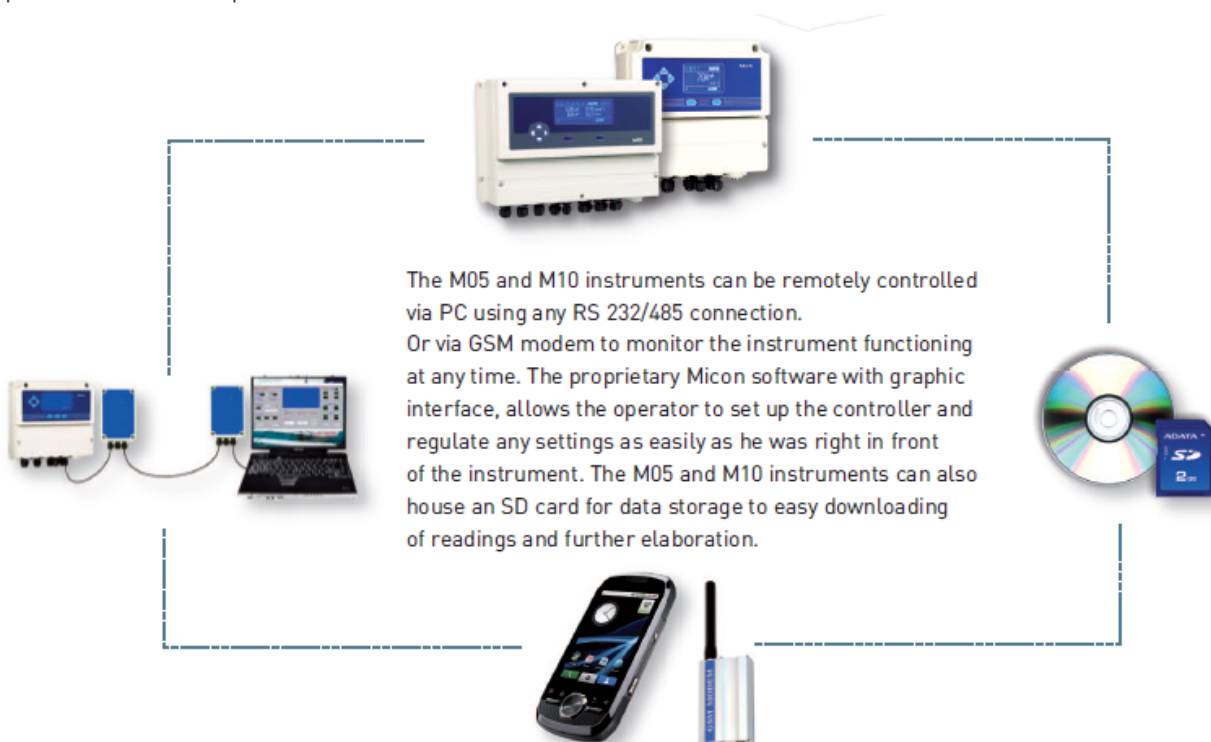 The M05 and M10 instruments can be remotely controlled
via PC using any RS 232/485 connection.
Or via GSM modem to monitor the instrument functioning
at any time. The proprietary Micon software with graphic
interface, allows the operator to set up the controller and
regulate any settings as easily as he was right in front
of the instrument. The M05 and M10 instruments can also
house an SD card for data storage to easy downloading
of readings and further elaboration.
ADATA
SD
2
GSM MODEM